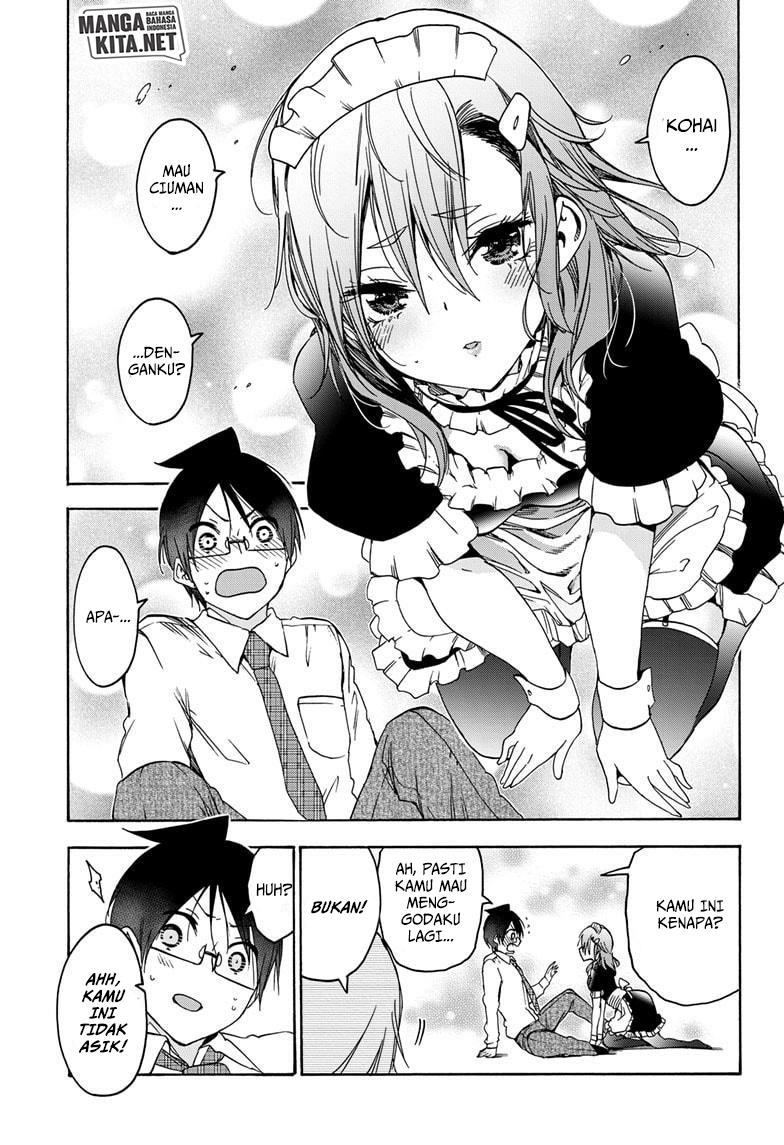 MANGA
KITA.NET
BACA MANGA
BAHASA
INDONESIA
KOHAI
...
MAU
CIUMAN
...
...DEN-
GANKU?
APA-...
KAMU INI
KENAPA?
AH, PASTI
KAMU MAU
MENG-
GODAKU
LAGI...
BUKAN!
HUH?
AHH,
KAMU
INI
TIDAK
ASIK!